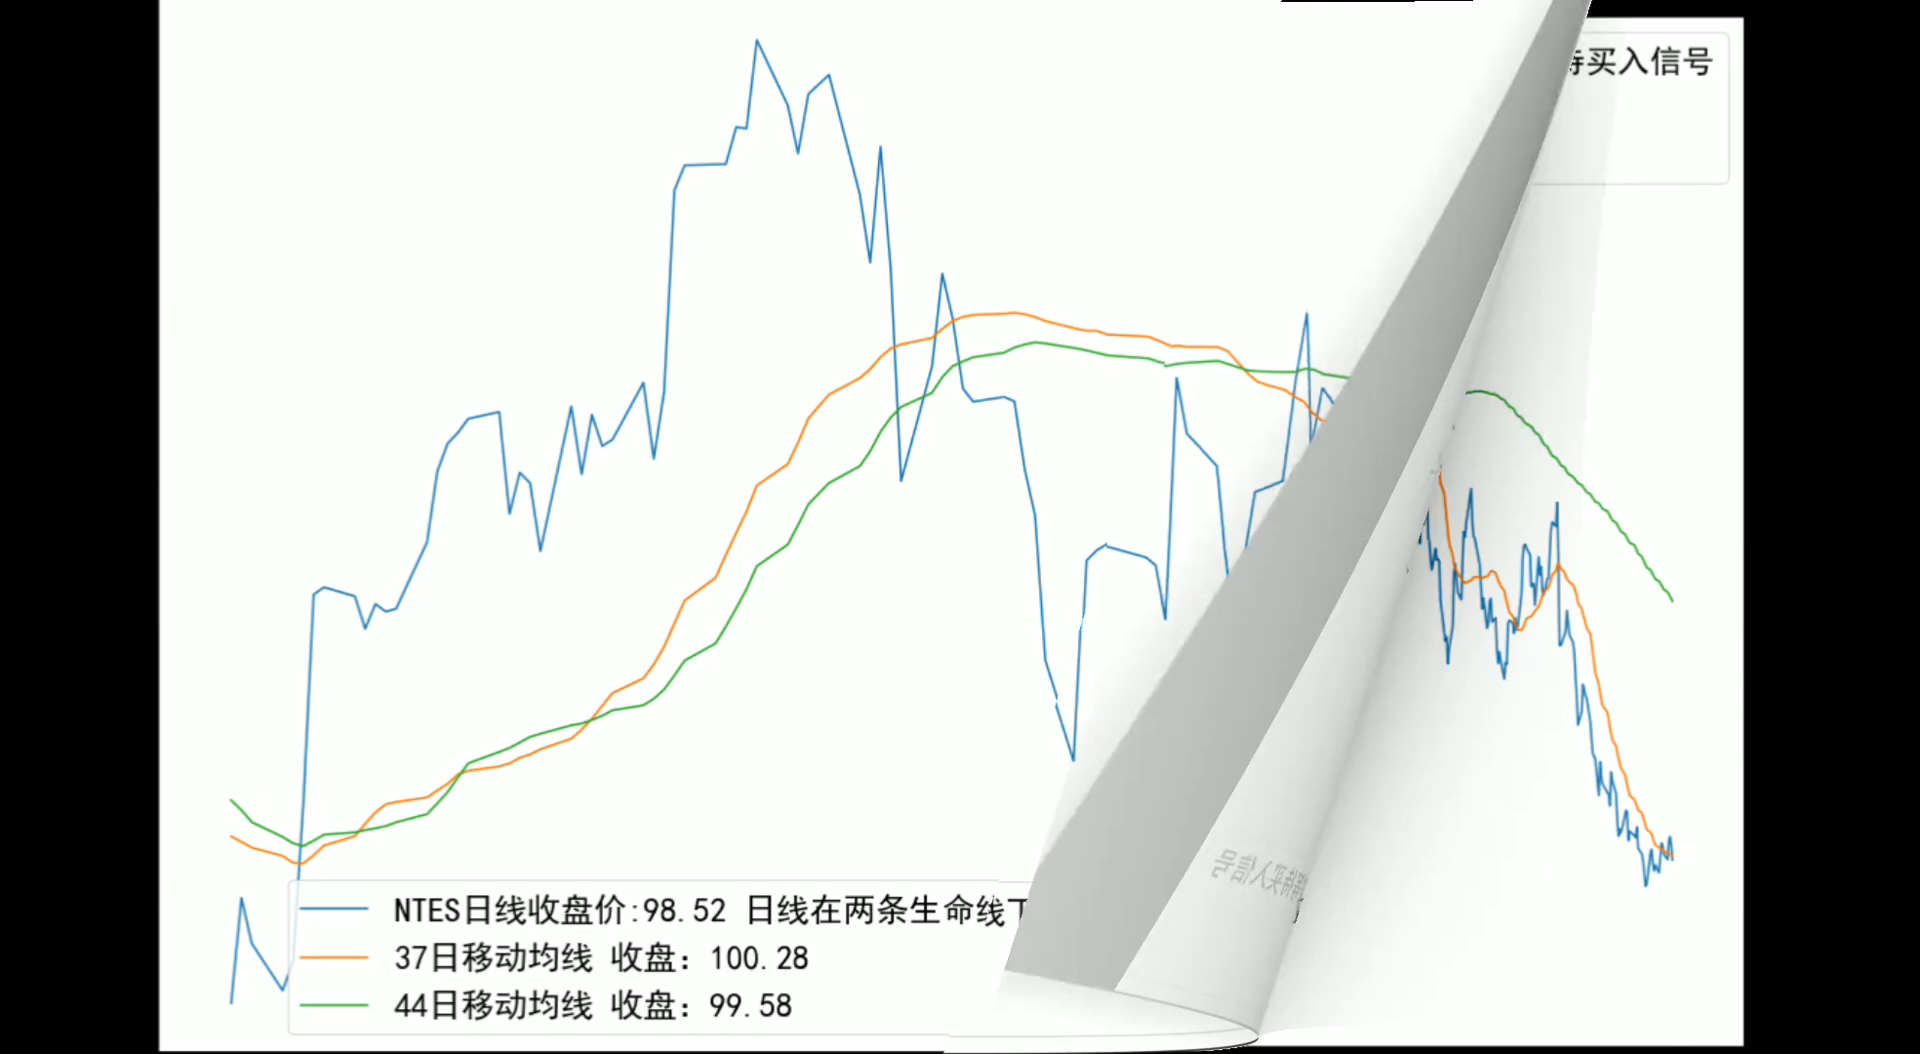 待买入信号
NTES日线收盘价:98.52 日线在两条生命线
37日移动均线 收盘：100.28
44日移动均线 收盘：99.58